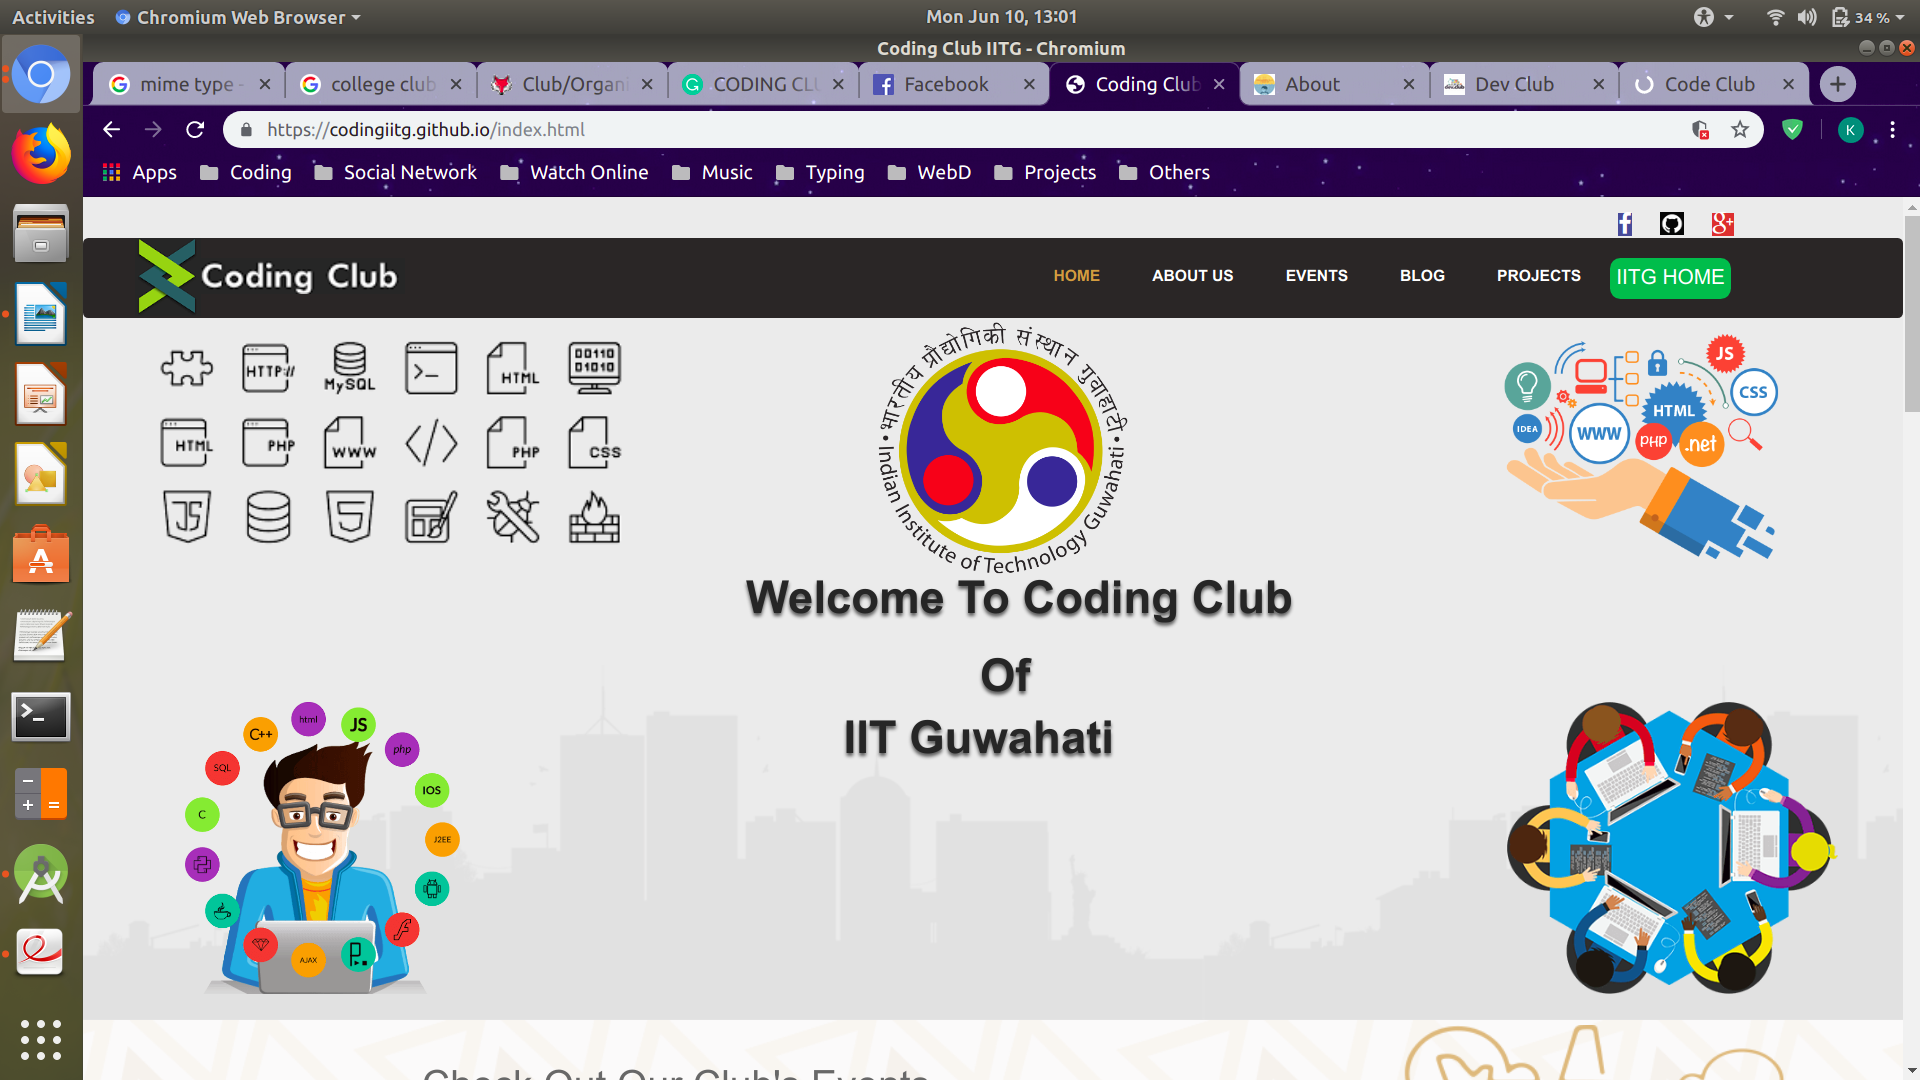 Activities
Chromium Web Browser
Mon Jun 10, 13:01
34 %
Coding Club IITG - Chromium
mime type -
college club
Club/Organi
CODING CLU
Facebook
Coding Club
About
Dev Club
Code Club
https://codingiitg.github.io/index.html
K
Apps
Coding
Social Network
Watch Online
Music
Typing
WebD
Projects
Others
Coding Club
HOME
ABOUT US
EVENTS
BLOG
PROJECTS
IITG HOME
HTTP://
MySQL
HTML
00110
01010
HTML
PHP
WWW
</>
PHP
CSS
JS
भारतीय प्रौद्योगिकी संस्थान गुवाहाटी
Indian Institute of Technology Guwahati
JS
CSS
HTML
IDEA
WWW
PHP
.net
Welcome To Coding Club
Of
IIT Guwahati
html
JS
C++
php
SQL
IOS
C
J2EE
AJAX
Check Out Our Club's Events